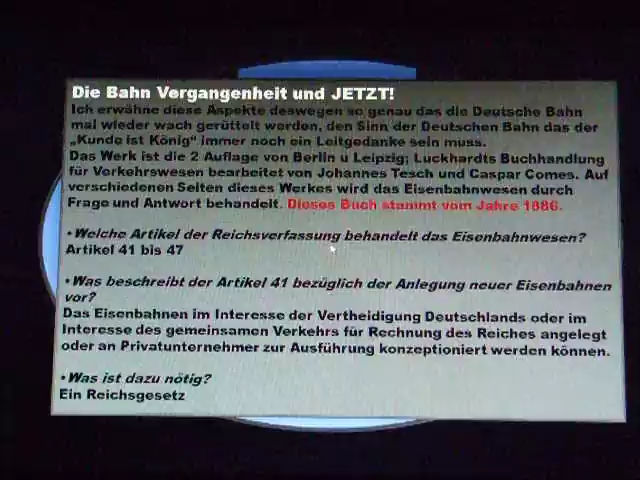 Die Bahn Vergangenheit und JETZT!
Ich erwähne diese Aspekte deswegen so genau das die Deutsche Bahn
mal wieder wach gerüttelt werden, den Sinn der Deutschen Bahn das der
„Kunde ist König“ immer noch ein Leitgedanke sein muss.
Das Werk ist die 2 Auflage von Berlin u Leipzig; Luckhardts Buchhandlung
für Verkehrswesen bearbeitet von Johannes Tesch und Caspar Comes. Auf
verschiedenen Seiten dieses Werkes wird das Eisenbahnwesen durch
Frage und Antwort behandelt. Dieses Buch stammt vom Jahre 1886.
•Welche Artikel der Reichsverfassung behandelt das Eisenbahnwesen?
Artikel 41 bis 47
•Was beschreibt der Artikel 41 bezüglich der Anlegung neuer Eisenbahnen
vor?
Das Eisenbahnen im Interesse der Vertheidigung Deutschlands oder im
Interesse des gemeinsamen Verkehrs für Rechnung des Reiches angelegt
oder an Privatunternehmer zur Ausführung konzeptioniert werden können.
•Was ist dazu nötig?
Ein Reichsgesetz